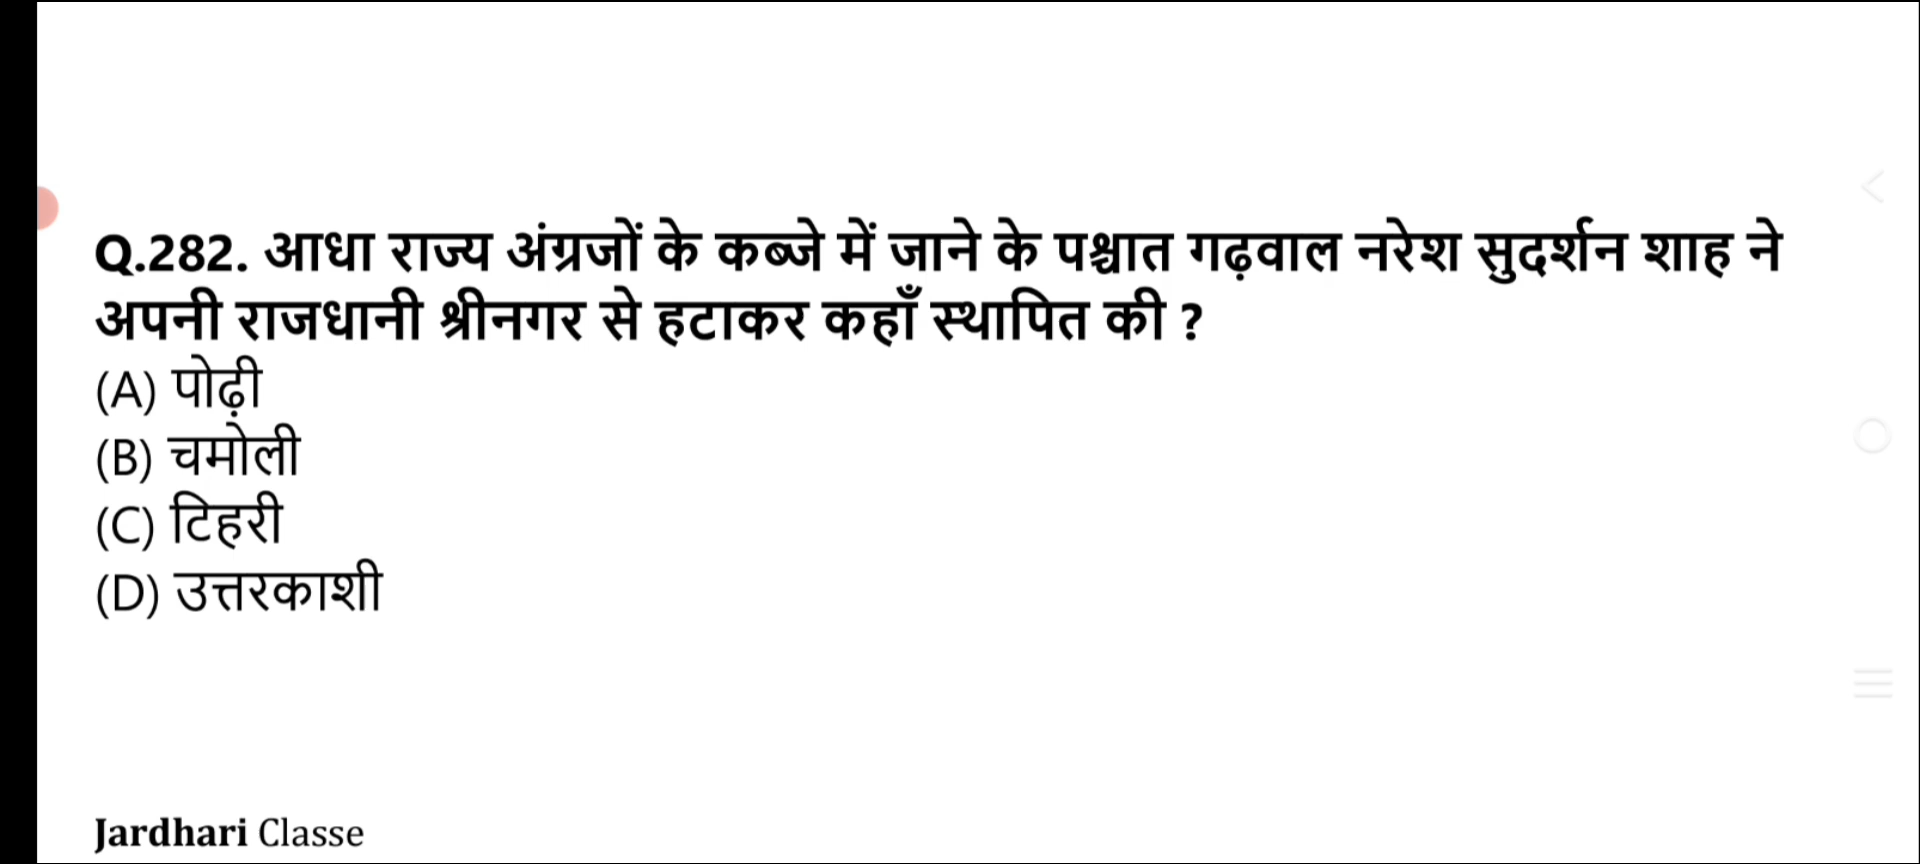 Q.282. आधा राज्य अंग्रजों के कब्जे में जाने के पश्चात गढ़वाल नरेश सुदर्शन शाह ने
अपनी राजधानी श्रीनगर से हटाकर कहाँ स्थापित की ?
(A) पोढ़ी
(B) चमोली
(C) टिहरी
(D) उत्तरकाशी
Jardhari Classe